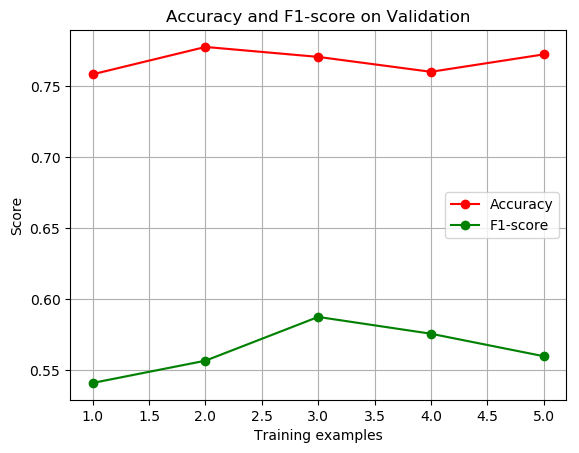 Accuracy and F1-score on Validation
0.75
0.70
0.65
0.60
0.55
Score
Accuracy
F1-score
1.0 1.5 2.0 2.5 3.0 3.5 4.0 4.5 5.0
Training examples